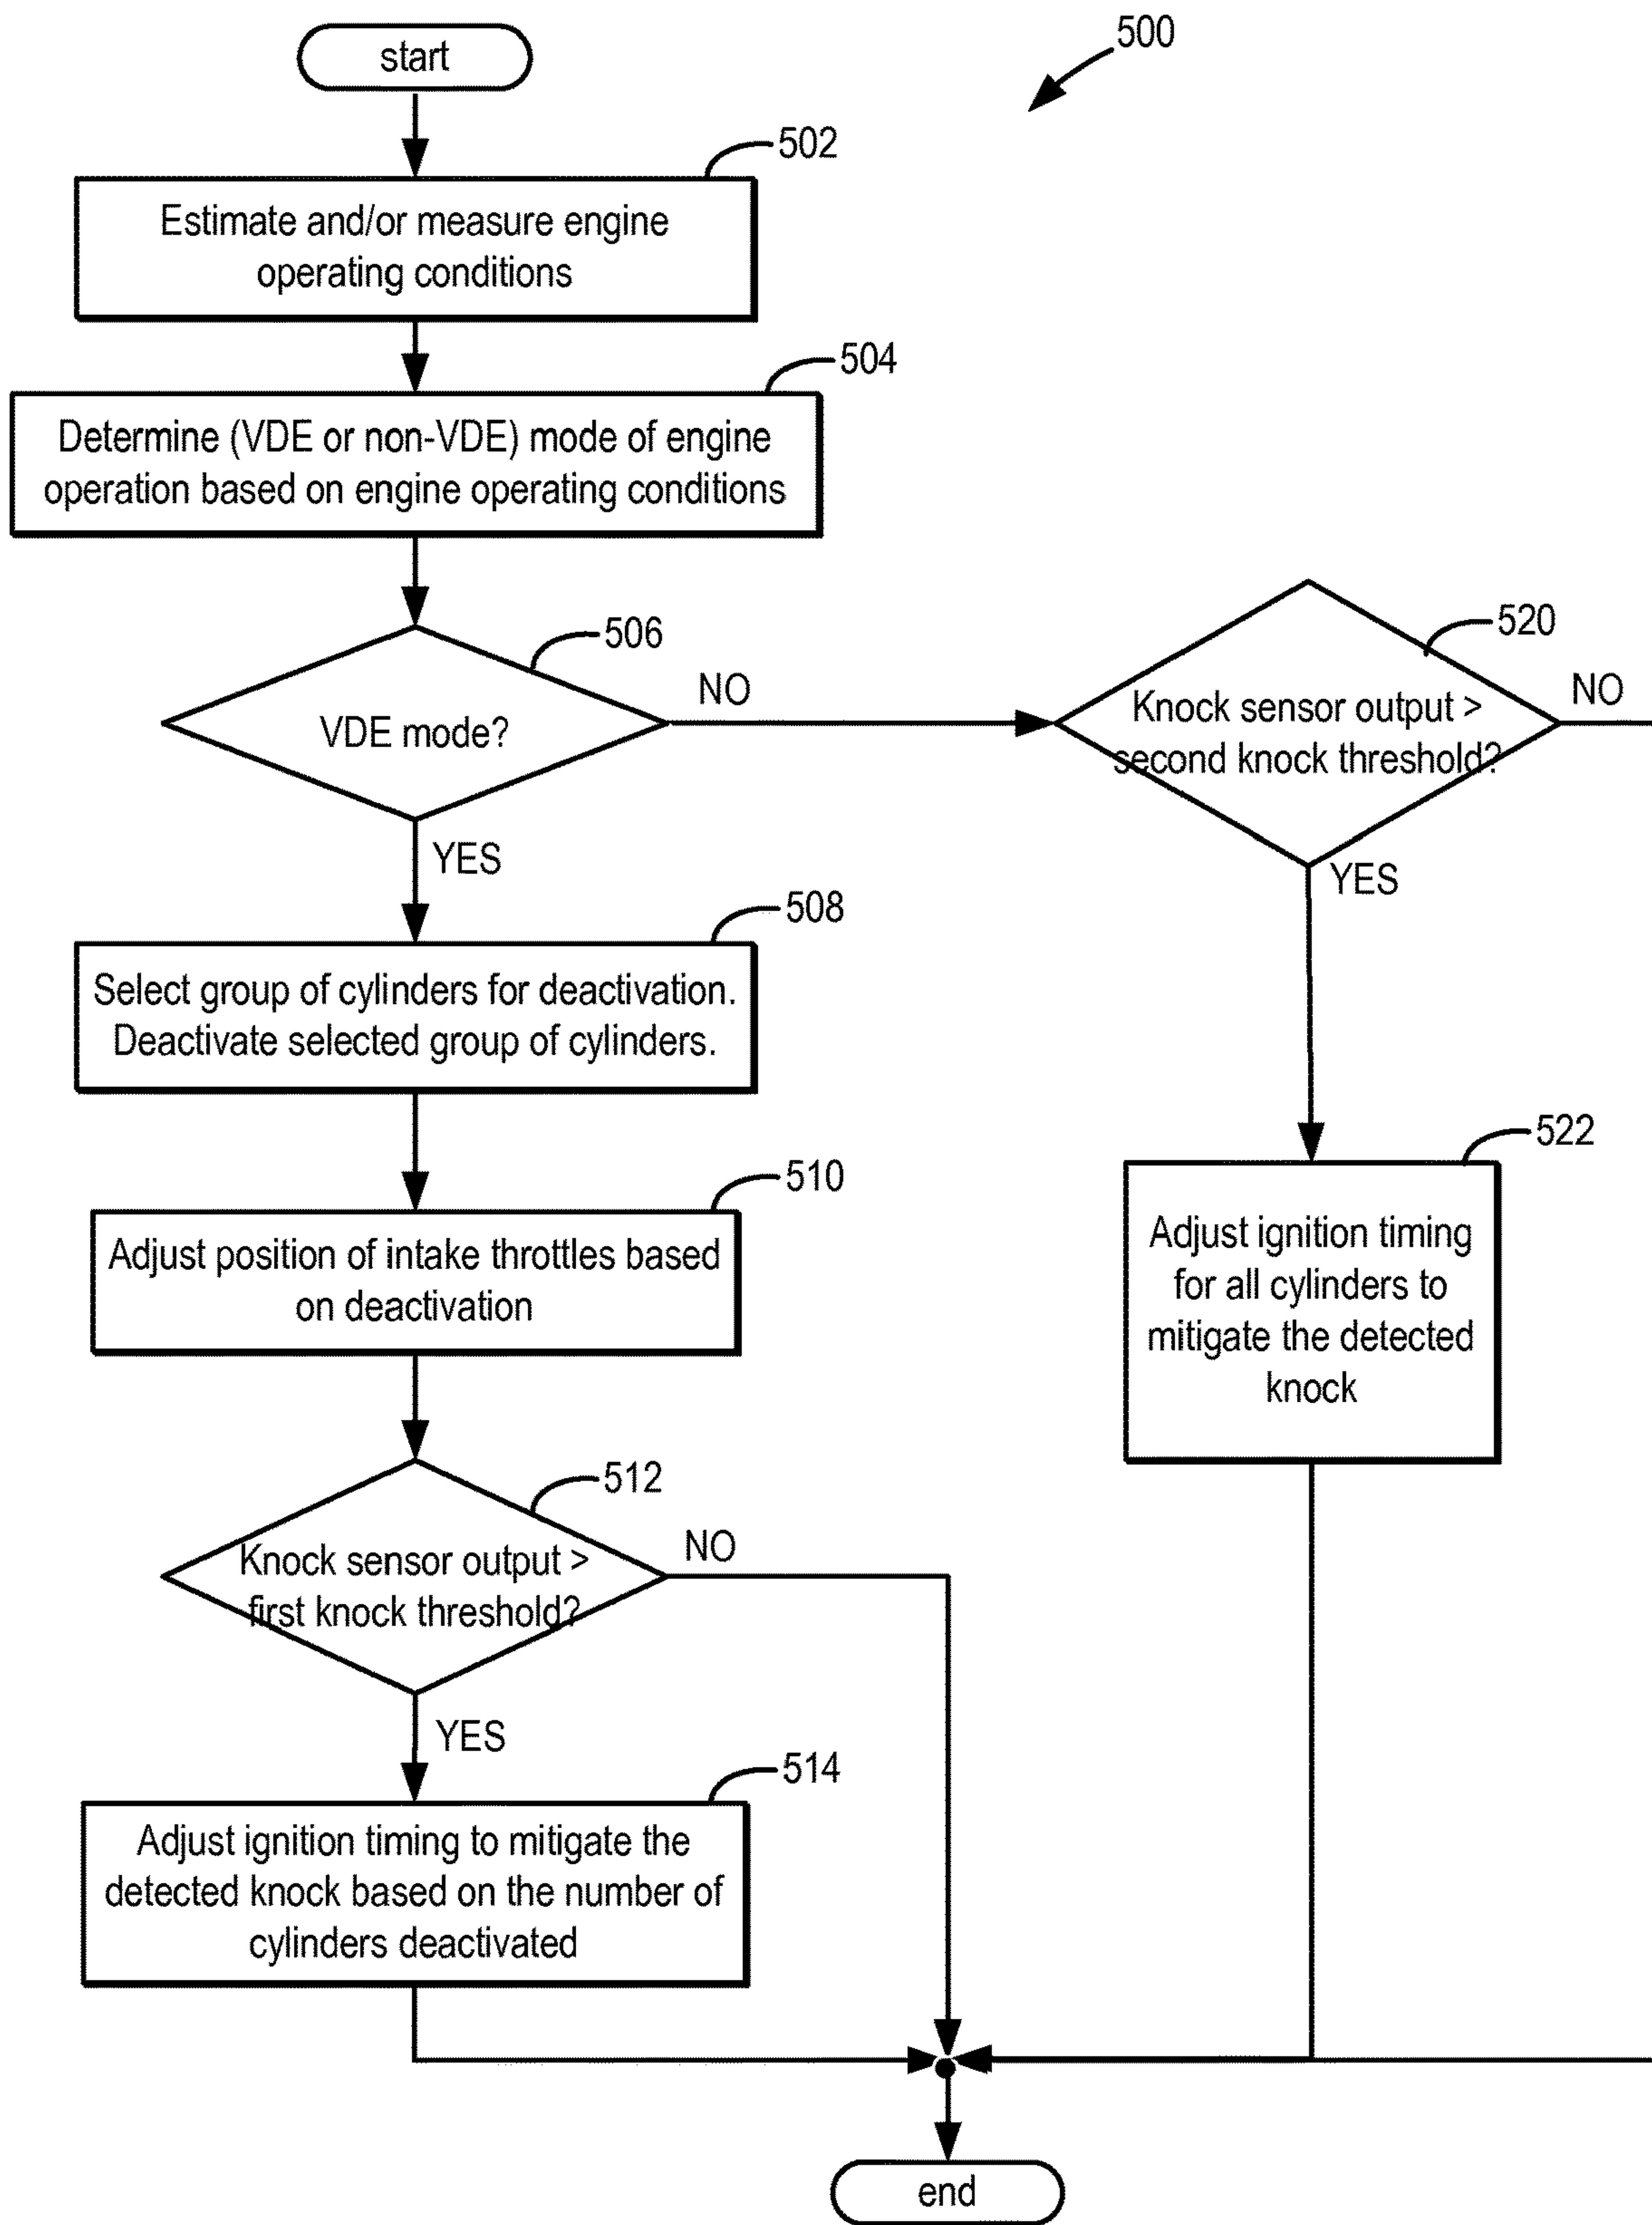 start
500
502
Estimate and/or measure engine
operating conditions
504
Determine (VDE or non-VDE) mode of engine
operation based on engine operating conditions
506
VDE mode?
NO
YES
520
Knock sensor output >
second knock threshold?
NO
YES
508
Select group of cylinders for deactivation.
Deactivate selected group of cylinders.
510
Adjust position of intake throttles based
on deactivation
522
Adjust ignition timing
for all cylinders to
mitigate the detected
knock
512
Knock sensor output >
first knock threshold?
NO
YES
514
Adjust ignition timing to mitigate the
detected knock based on the number of
cylinders deactivated
end